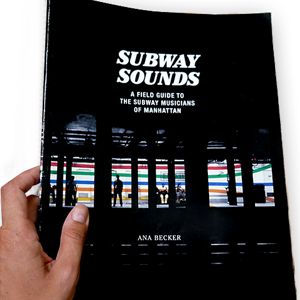 SUBWAY
SOUNDS
A FIELD GUIDE TO
THE SUBWAY MUSICIANS
OF MANHATTAN
ANA BECKER